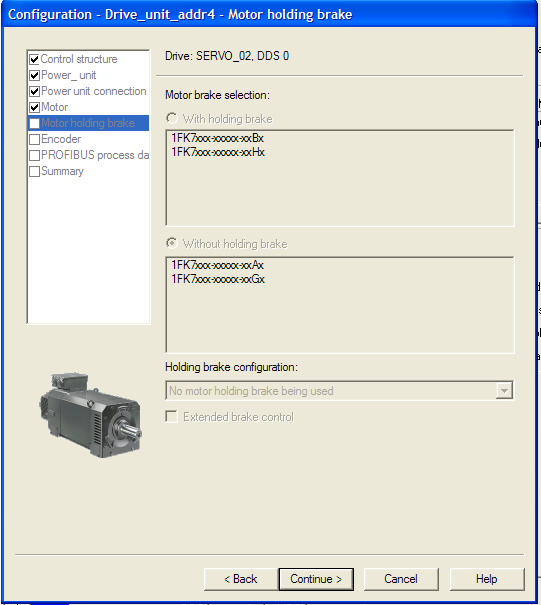 Configuration - Drive_unit_addr4 - Motor holding brake
Control structure
Power_ unit
Power unit connection
Motor
Motor holding brake
Encoder
PROFIBUS process da
Summary
Drive: SERVO_02, DDS 0
Motor brake selection:
With holding brake
1FK7xxx-xxxxx-xxBx
1FK7xxx-xxxxx-xxHx
Without holding brake
1FK7xxx-xxxxx-xxAx
1FK7xxx-xxxxx-xxGx
Holding brake configuration:
No motor holding brake being used
Extended brake control
< Back
Continue >
Cancel
Help